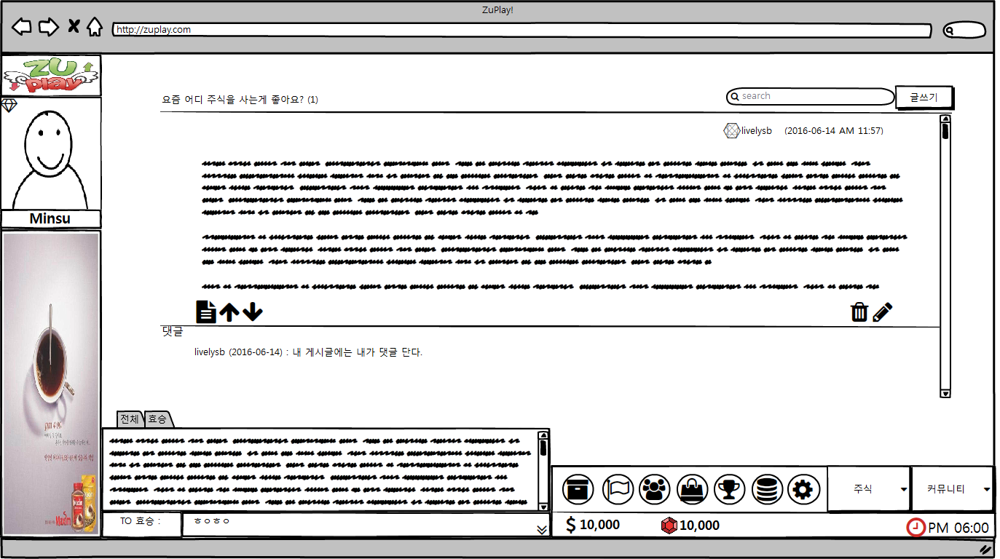 ZuPlay!
http://zuplay.com
ZU
play
요즘 어디 주식을 사는게 좋아요? (1)
search
글쓰기
livelysb (2016-06-14 AM 11:57)
Minsu
댓글
livelysb (2016-06-14) : 내 게시글에는 내가 댓글 단다.
전체
효승
TO 효승 :
ㅎㅇㅎㅇ
주식
커뮤니티
$ 10,000
10,000
PM 06:00
Maxim